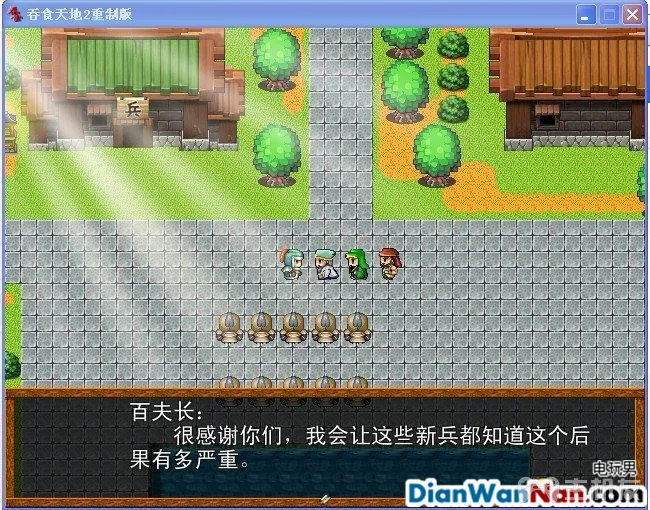 吞食天地2重制版
兵
百夫长：
很感谢你们，我会让这些新兵都知道这个后
果有多严重。
电玩男
DianWanNan.com